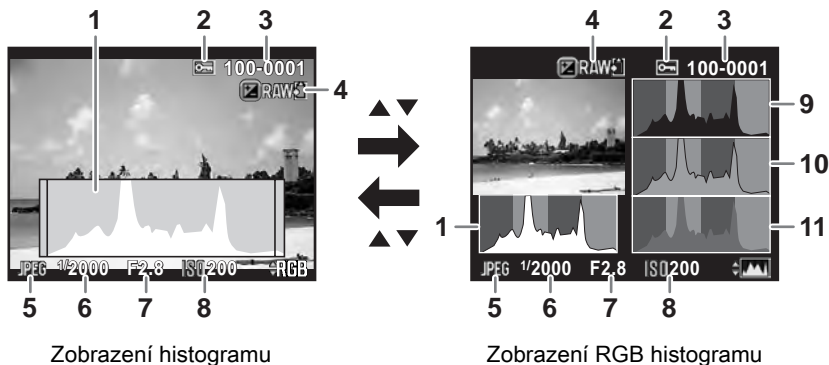 1 2 3
100-0001
RAW
4
JPEG 1/2000 F2.8 ISO200 RGB
5 6 7 8
Zobrazení histogramu
▲▼
▲▼
4 2 3
RAW 100-0001
9
10
1 11
JPEG 1/2000 F2.8 ISO200
5 6 7 8
Zobrazení RGB histogramu